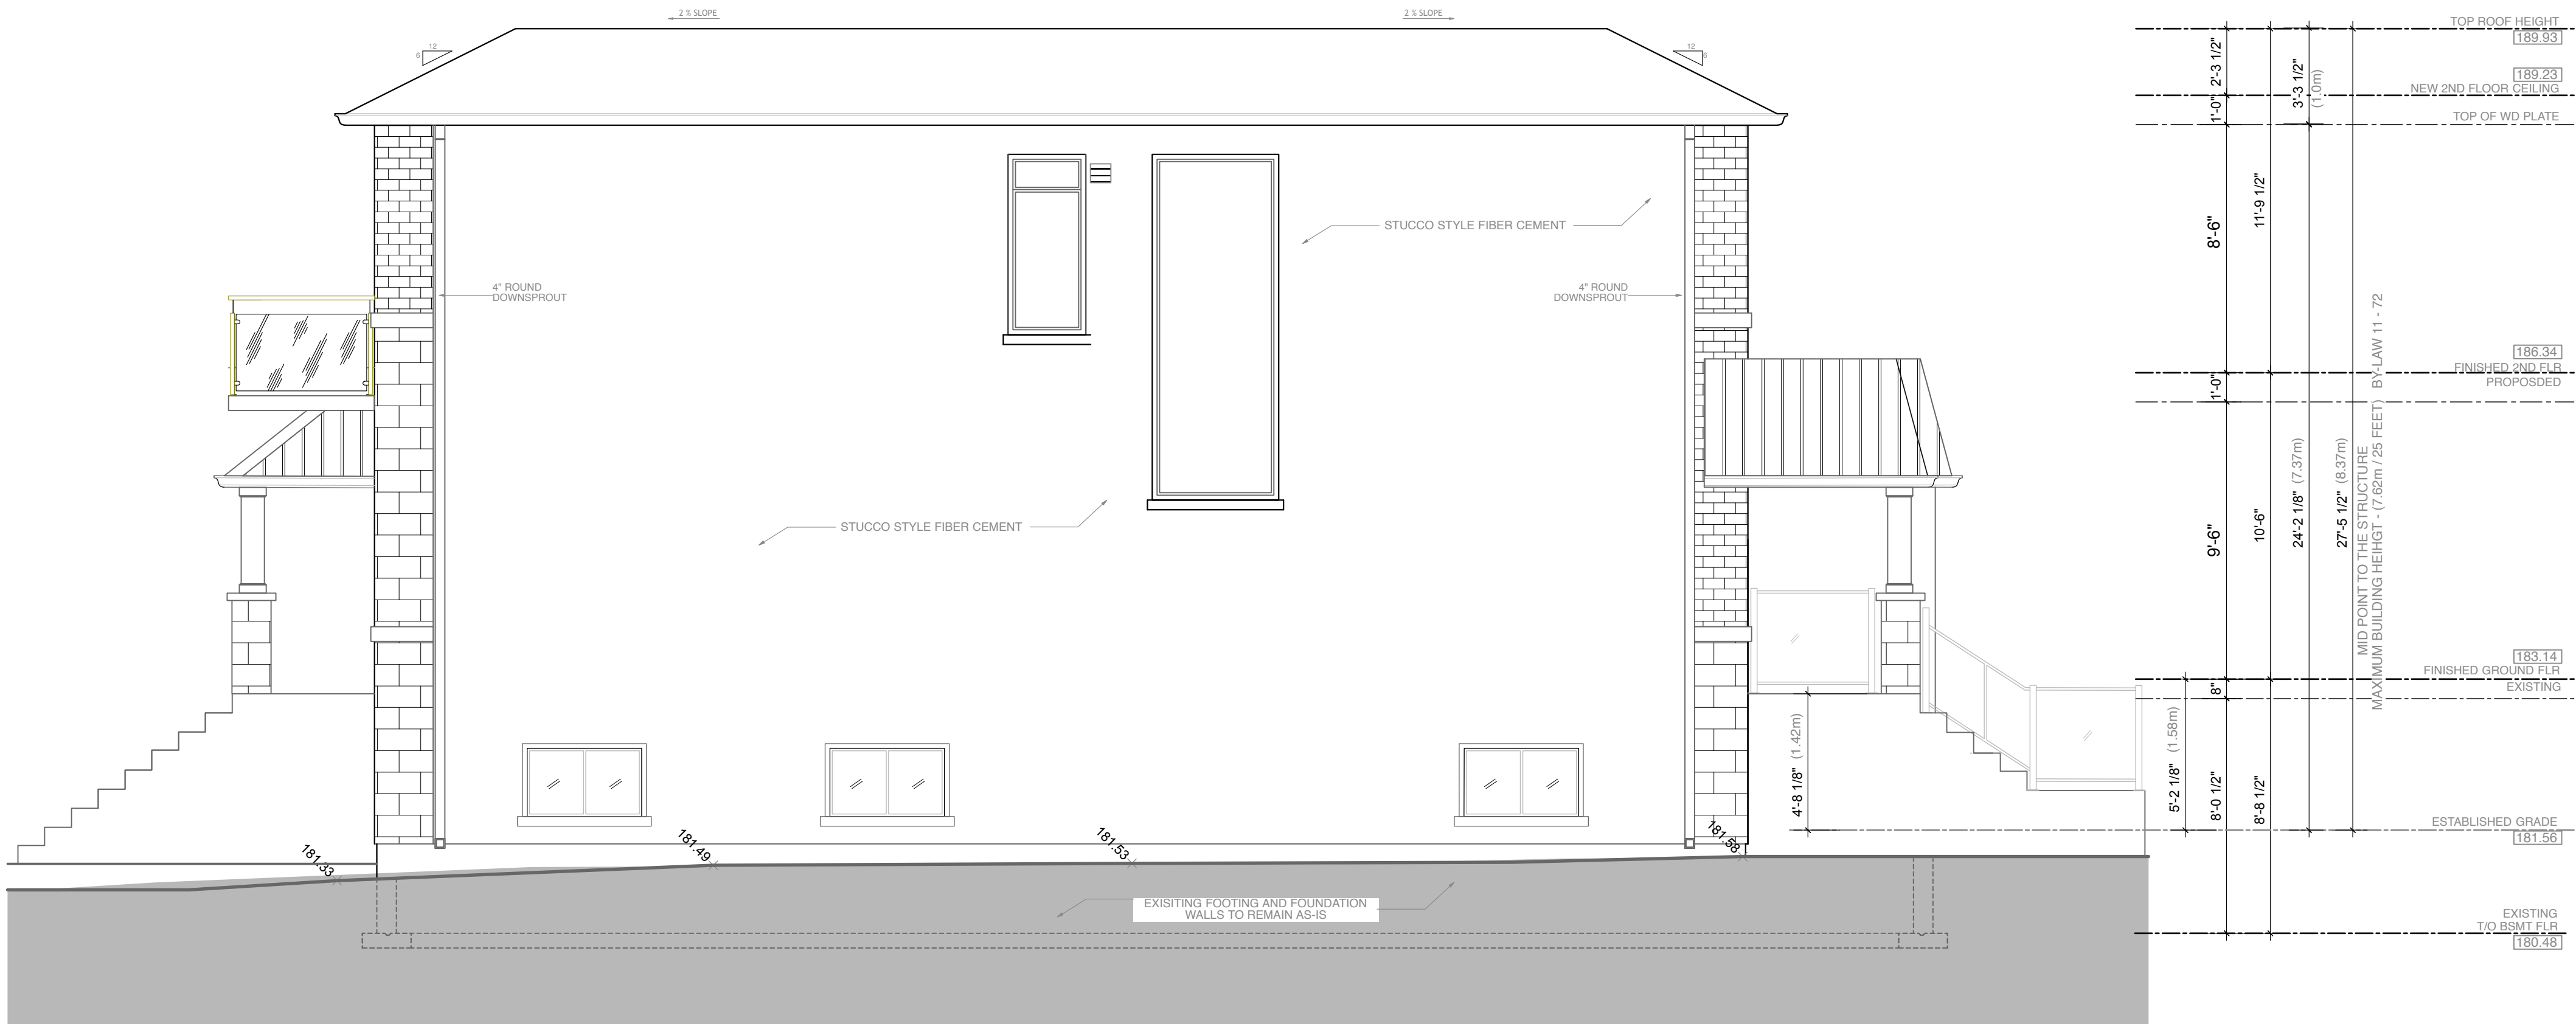 2 % SLOPE
2 % SLOPE
12
6
12
6
STUCCO STYLE FIBER CEMENT
4" ROUND
DOWNSPROUT
4" ROUND
DOWNSPROUT
STUCCO STYLE FIBER CEMENT
181.33
181.49
181.53
181.58
EXISITING FOOTING AND FOUNDATION
WALLS TO REMAIN AS-IS
4'-8 1/8" (1.42m)
5'-2 1/8" (1.58m)
2'-3 1/2"
1'-0"
8'-6"
1'-0"
9'-6"
8"
8'-0 1/2"
11'-9 1/2"
10'-6"
8'-8 1/2"
3'-3 1/2"
(1.0m)
24'-2 1/8" (7.37m)
27'-5 1/2" (8.37m)
MID POINT TO THE STRUCTURE
MAXIMUM BUILDING HEIHGT - (7.62m / 25 FEET) BY-LAW 11 - 72
TOP ROOF HEIGHT
189.93
189.23
NEW 2ND FLOOR CEILING
TOP OF WD PLATE
186.34
FINISHED 2ND FLR
PROPOSDED
183.14
FINISHED GROUND FLR
EXISTING
ESTABLISHED GRADE
181.56
EXISTING
T/O BSMT FLR
180.48